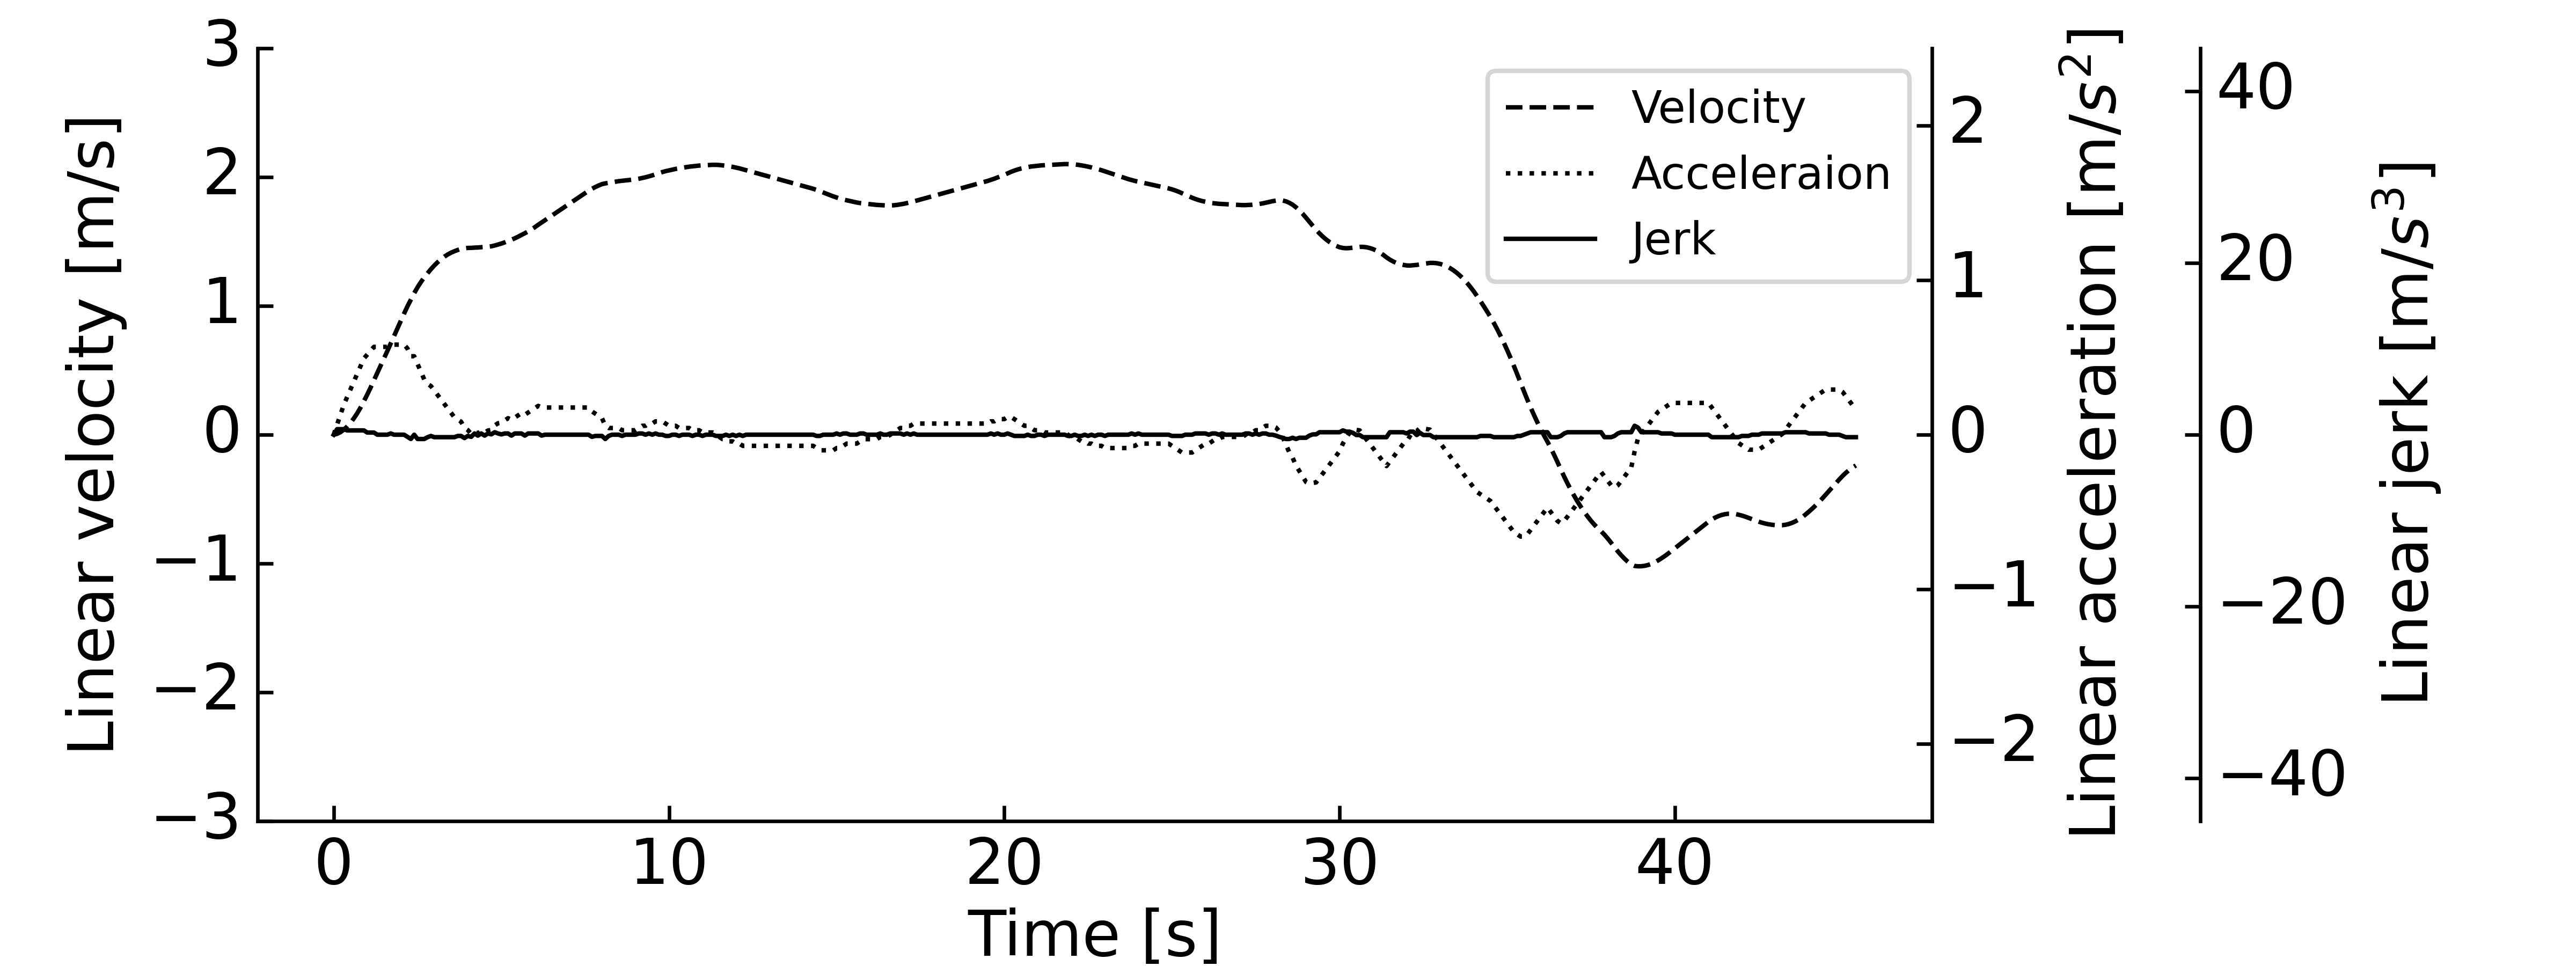 Linear velocity [m/s]
3
2
1
0
−1
−2
−3
0 10 20 30 40
Time [s]
Velocity
Acceleraion
Jerk
2
1
0
−1
−2
Linear acceleration [m/s²]
40
20
0
−20
−40
Linear jerk [m/s³]